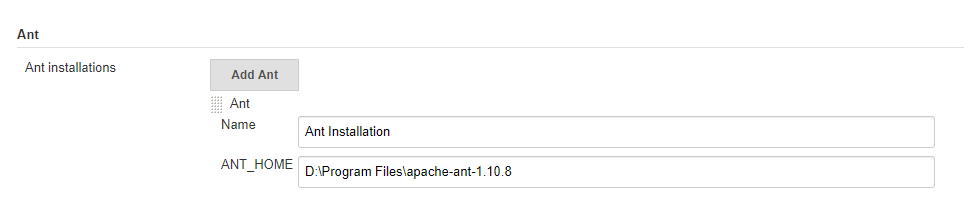 Ant
Ant installations
Add Ant
Ant
Name
Ant Installation
ANT_HOME
D:\Program Files\apache-ant-1.10.8